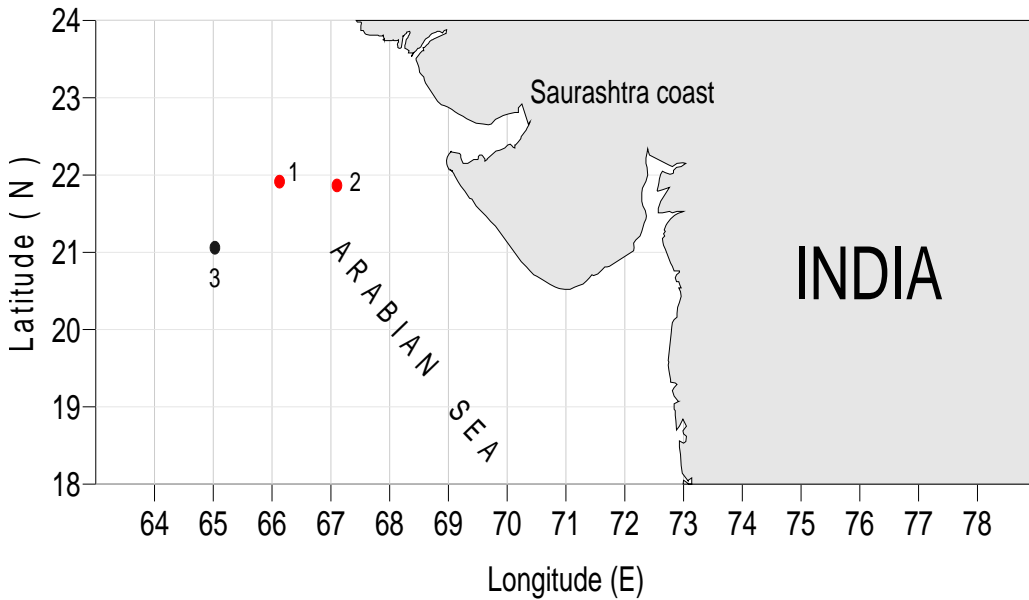 24
23
22
21
20
19
18
Latitude ( N )
Saurashtra coast
1
2
3
ARABIAN SEA
INDIA
64 65 66 67 68 69 70 71 72 73 74 75 76 77 78
Longitude (E)